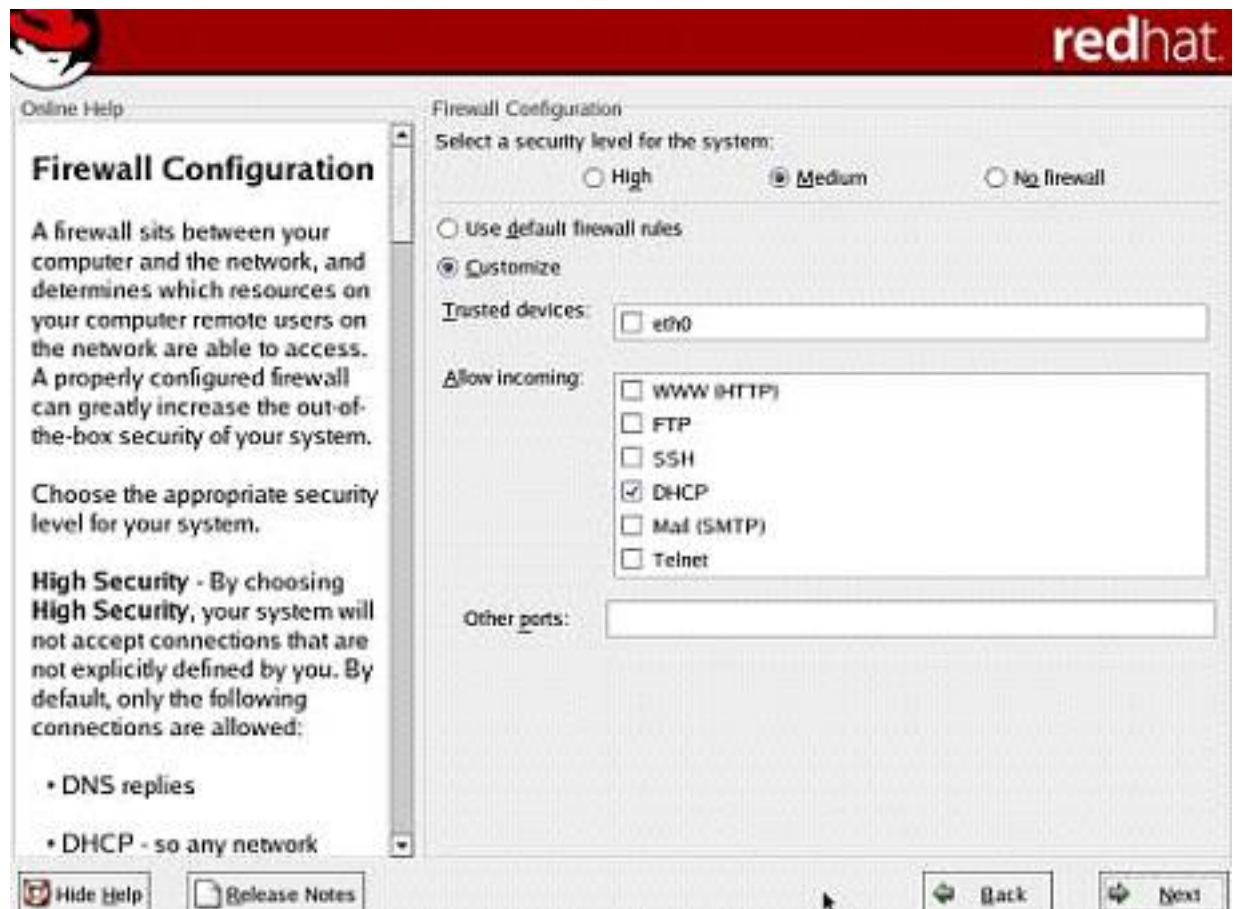 redhat.
Online Help
Firewall Configuration
A firewall sits between your
computer and the network, and
determines which resources on
your computer remote users on
the network are able to access.
A properly configured firewall
can greatly increase the out-of-
the-box security of your system.
Choose the appropriate security
level for your system.
High Security - By choosing
High Security, your system will
not accept connections that are
not explicitly defined by you. By
default, only the following
connections are allowed:
• DNS replies
• DHCP - so any network
Firewall Configuration
Select a security level for the system:
High Medium No firewall
Use default firewall rules
Customize
Trusted devices: eth0
Allow incoming: WWW (HTTP)
FTP
SSH
DHCP
Mail (SMTP)
Telnet
Other ports:
Hide Help Release Notes Back Next